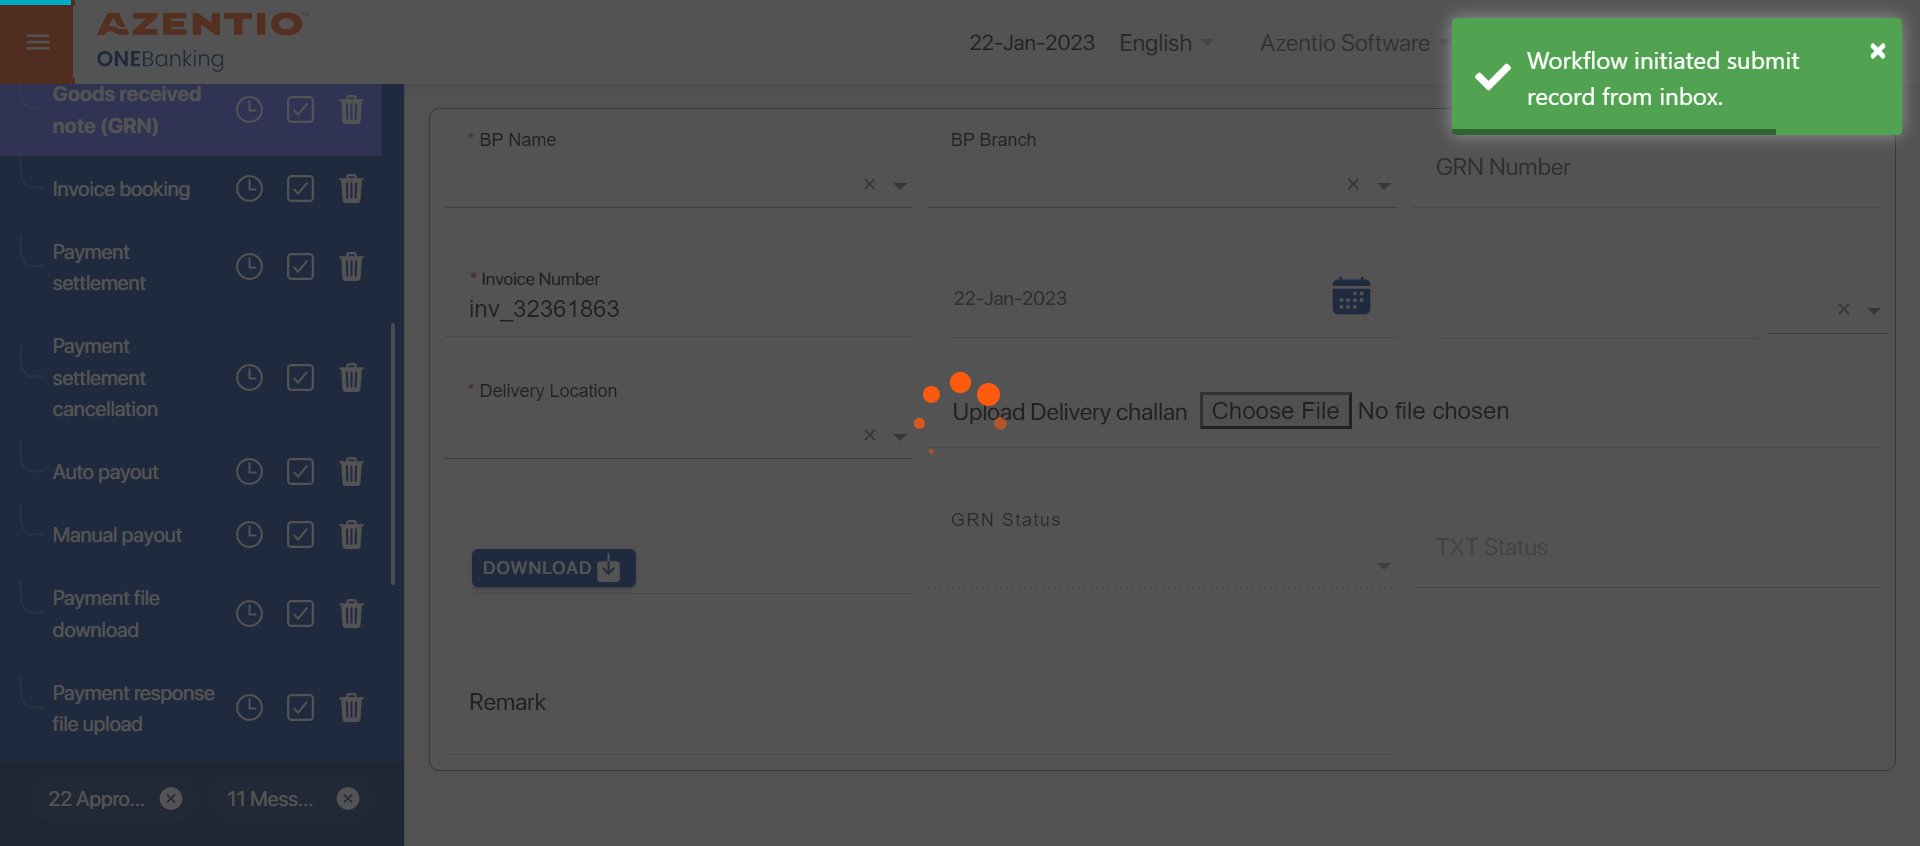 AZENTIO™
ONEBanking
22-Jan-2023 English Azentio Software
Workflow initiated submit
record from inbox.
Goods received
note (GRN)
Invoice booking
Payment
settlement
Payment
settlement
cancellation
Auto payout
Manual payout
Payment file
download
Payment response
file upload
22 Appro...
11 Mess...
* BP Name
BP Branch
GRN Number
* Invoice Number
inv_32361863
22-Jan-2023
* Delivery Location
Upload Delivery challan Choose File No file chosen
DOWNLOAD
GRN Status
TXT Status
Remark